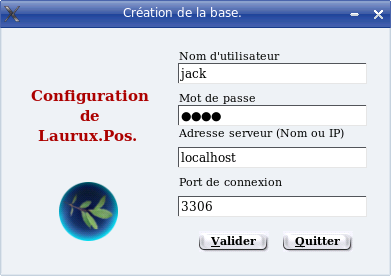 Création de la base.
Nom d'utilisateur
jack
Configuration
de
Laurux.Pos.
Mot de passe
●●●●
Adresse serveur (Nom ou IP)
localhost
Port de connexion
3306
Valider Quitter